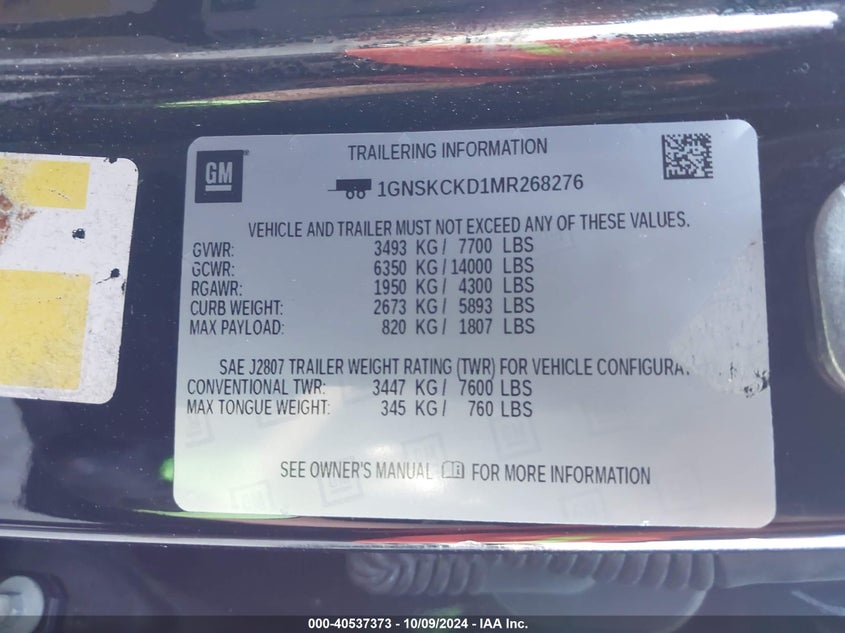 GM
TRAILERING INFORMATION
1GNSKCKD1MR268276
VEHICLE AND TRAILER MUST NOT EXCEED ANY OF THESE VALUES.
GVWR: 3493 KG / 7700 LBS
GCWR: 6350 KG / 14000 LBS
RGAWR: 1950 KG / 4300 LBS
CURB WEIGHT: 2673 KG / 5893 LBS
MAX PAYLOAD: 820 KG / 1807 LBS
SAE J2807 TRAILER WEIGHT RATING (TWR) FOR VEHICLE
CONVENTIONAL TWR: 3447 KG / 7600 LBS
MAX TONGUE WEIGHT: 345 KG / 760 LBS
SEE OWNER'S MANUAL FOR MORE INFORMATION
000-40537373 - 10/09/2024 - IAA Inc.